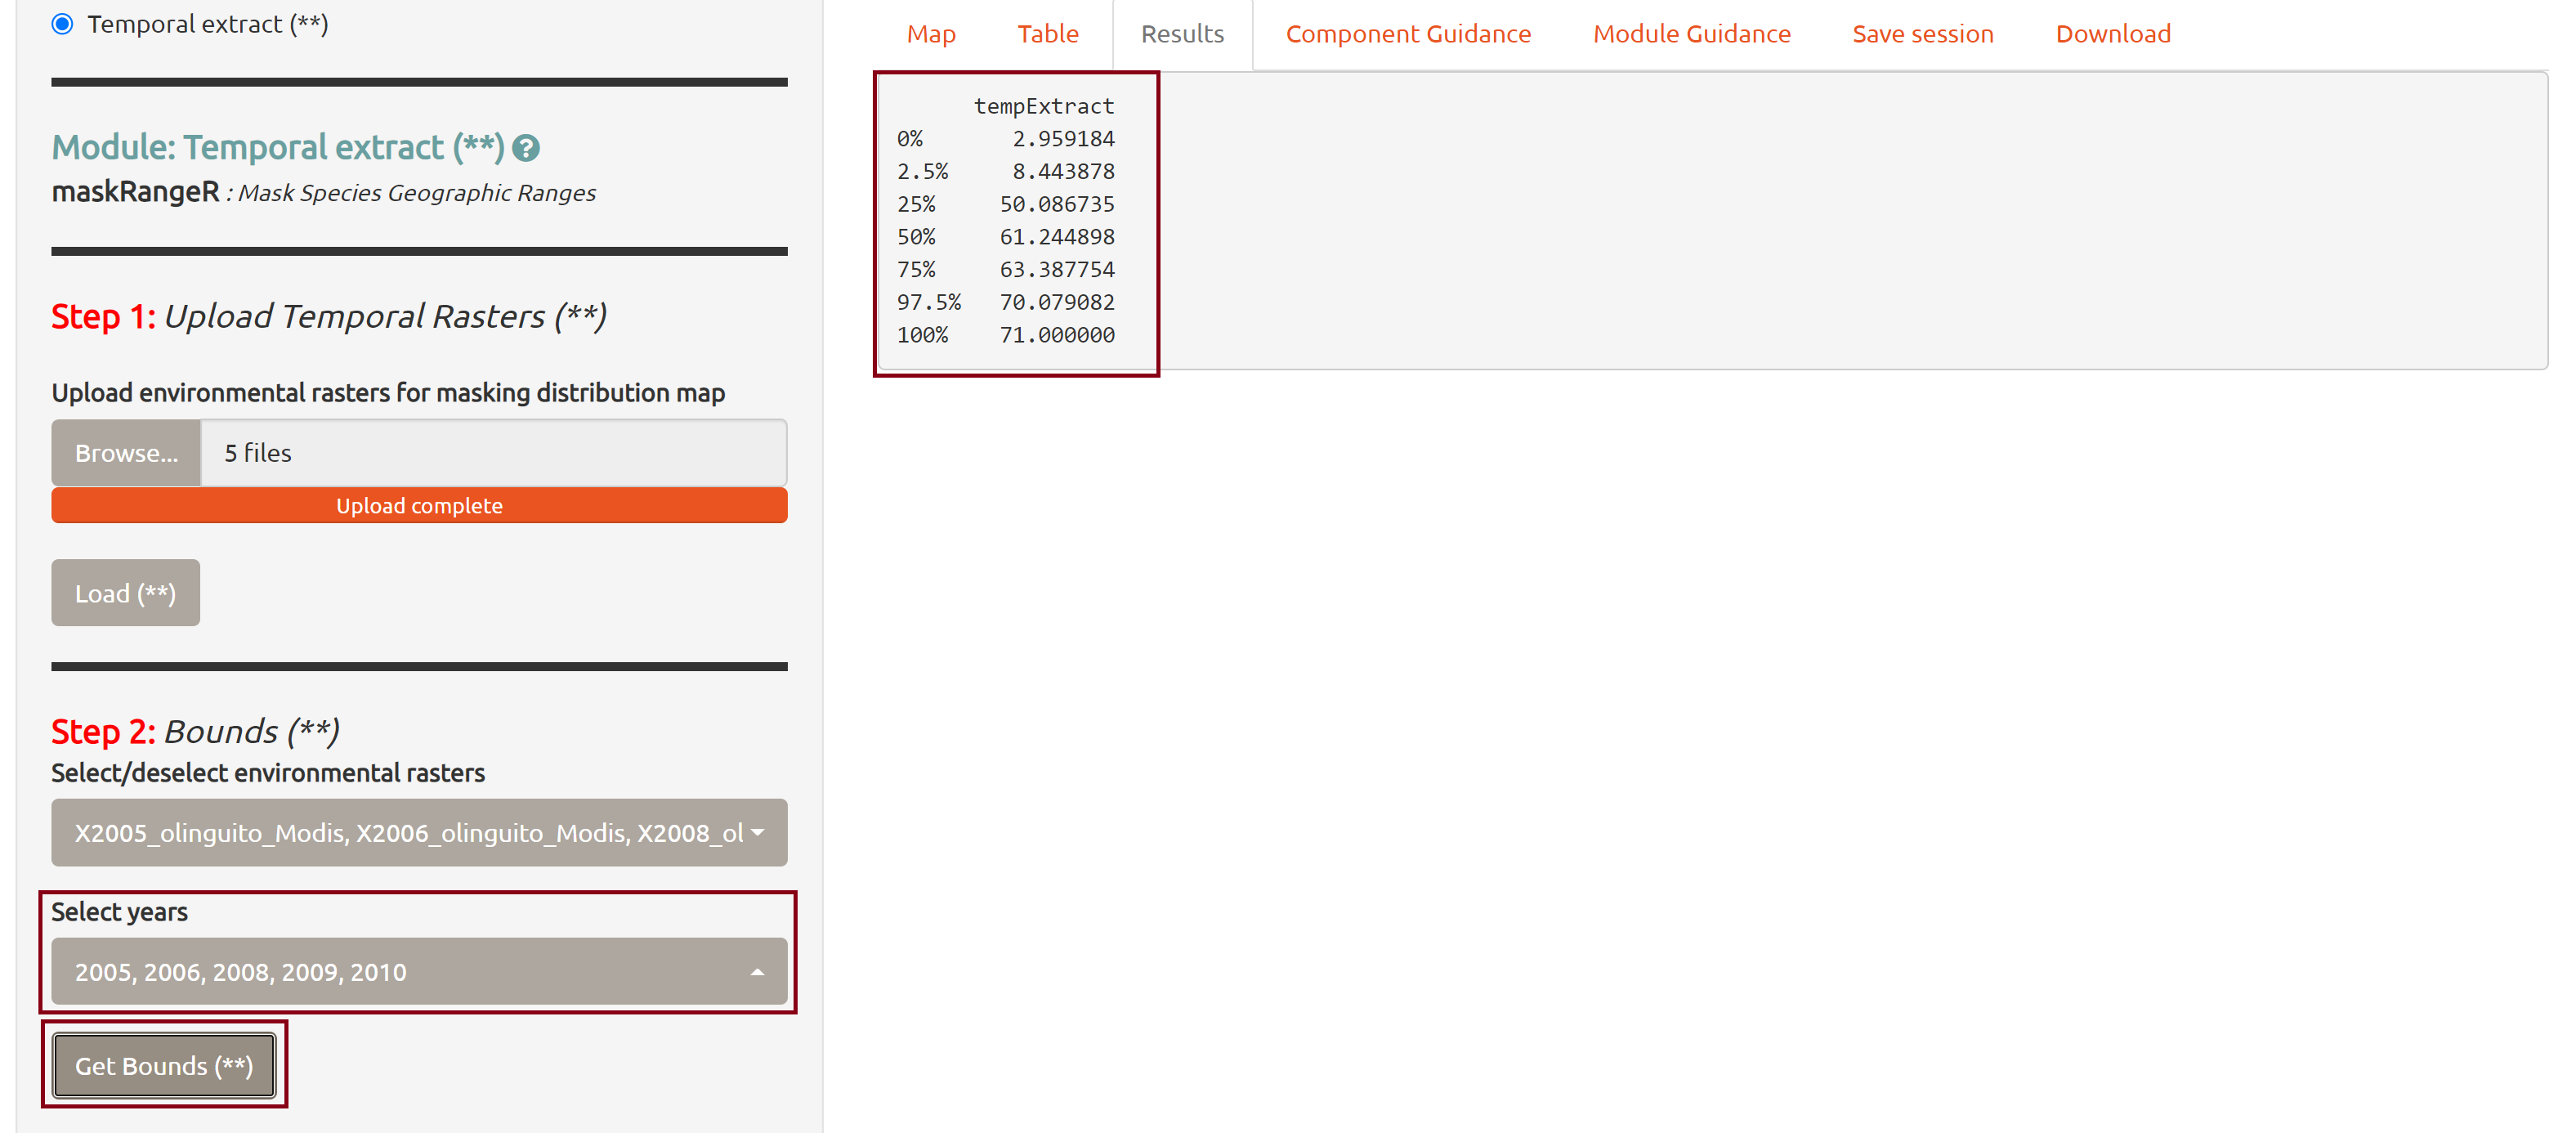 Temporal extract (**)
Module: Temporal extract (**) ?
maskRangeR : Mask Species Geographic Ranges
Step 1: Upload Temporal Rasters (**)
Upload environmental rasters for masking distribution map
Browse... 5 files
Upload complete
Load (**)
Step 2: Bounds (**)
Select/deselect environmental rasters
X2005_olinguito_Modis, X2006_olinguito_Modis, X2008_ol
Select years
2005, 2006, 2008, 2009, 2010
Get Bounds (**)
Map Table Results Component Guidance Module Guidance Save session Download
tempExtract
0% 2.959184
2.5% 8.443878
25% 50.086735
50% 61.244898
75% 63.387754
97.5% 70.079082
100% 71.000000